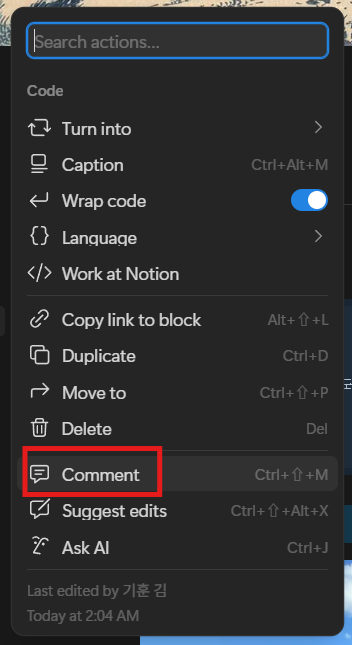 Search actions...
Code
Turn into
Caption Ctrl+Alt+M
Wrap code
Language
Work at Notion
Copy link to block Alt+⇧+L
Duplicate Ctrl+D
Move to Ctrl+⇧+P
Delete Del
Comment Ctrl+⇧+M
Suggest edits Ctrl+⇧+Alt+X
Ask AI Ctrl+J
Last edited by 기훈 김
Today at 2:04 AM